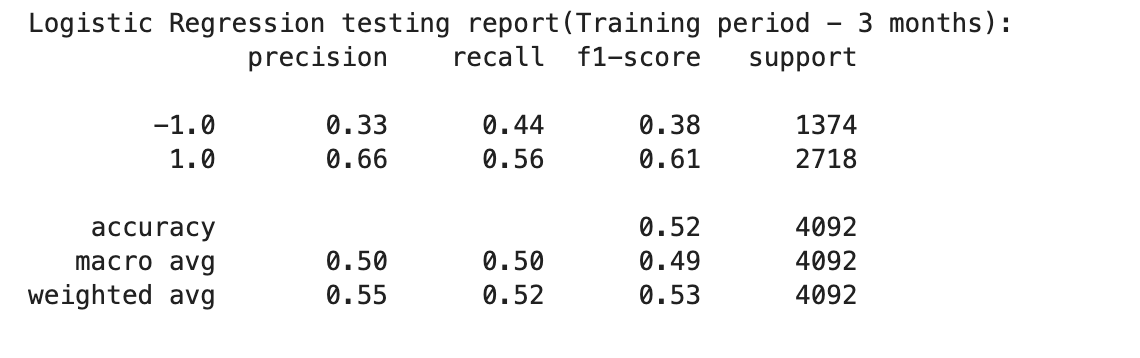 Logistic Regression testing report(Training period - 3 months):
precision recall f1-score support
-1.0 0.33 0.44 0.38 1374
1.0 0.66 0.56 0.61 2718
accuracy 0.52 4092
macro avg 0.50 0.50 0.49 4092
weighted avg 0.55 0.52 0.53 4092